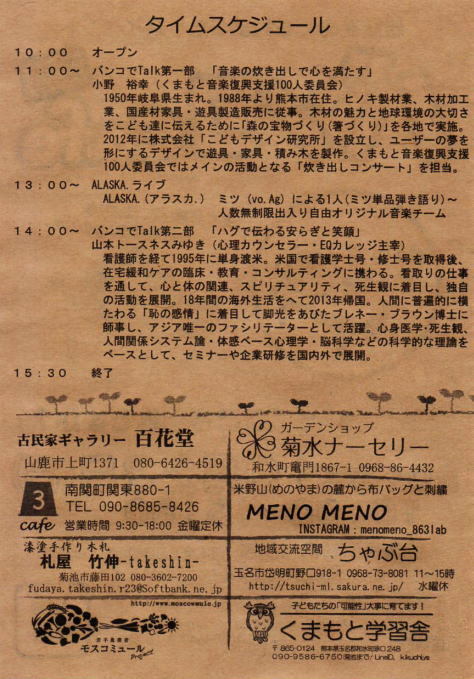 タイムスケジュール
１０：００　オープン
１１：００～　バンコでTalk第一部　「音楽の炊き出しで心を満たす」
小野　裕幸（くまもと音楽復興支援100人委員会）
1950年岐阜県生まれ。1988年より熊本市在住。ヒノキ製材業、木材加工
業、国産材家具・遊具製造販売に従事。木材の魅力と地球環境の大切さ
をこども達に伝えるために「森の宝物づくり(箸づくり)」を各地で実施。
2012年に株式会社「こどもデザイン研究所」を設立し、ユーザーの夢を
形にするデザインで遊具・家具・積み木を製作。くまもと音楽復興支援
100人委員会ではメインの活動となる「炊き出しコンサート」を担当。
１３：００～　ALASKA.ライブ
ALASKA.（アラスカ.）　ミツ（vo.Ag）による1人(ミツ単品弾き語り)～
人数無制限出入り自由オリジナル音楽チーム
１４：００～　バンコでTalk第二部　「ハグで伝わる安らぎと笑顔」
山本トースネスみゆき（心理カウンセラー・EQカレッジ主宰）
看護師を経て1995年に単身渡米。米国で看護学士号・修士号を取得後、
在宅緩和ケアの臨床・教育・コンサルティングに携わる。看取りの仕事
を通して、心と体の関連、スピリチュアリティ、死生観に着目し、独自
の活動を展開。18年間の海外生活をへて2013年帰国。人間に普遍的に横
たわる「恥の感情」に着目して脚光をあびたブレネー・ブラウン博士に
師事し、アジア唯一のファシリテーターとして活躍。心身医学･死生観、
人間関係システム論・体感ベース心理学・脳科学などの科学的な理論を
ベースとして、セミナーや企業研修を国内外で展開。
１５：３０　終了
古民家ギャラリー 百花堂
山鹿市上町1371　080-6426-4519
ガーデンショップ
菊水ナーセリー
和水町竈門1867-1 0968-86-4432
3
cafe
南関町関東880-1
TEL 090-8685-8426
営業時間 9:30-18:00 金曜定休
米野山(めのやま)の麓から布バッグと刺繍
MENO MENO
INSTAGRAM：menomeno_863lab
漆塗手作り木札
札屋　竹伸-takeshin-
菊池市藤田102 080-3602-7200
fudaya.takeshin.r23@Softbank.ne.jp
地域交流空間　ちゃぶ台
玉名市岱明町野口918-1 0968-73-8081 11～15時
http://tsuchi-ml.sakura.ne.jp/　水曜休
http://www.moscowmule.jp
モスコミュール
Project
子どもたちの「可能性」大事に育てます！
くまもと学習舎
〒865-0124　熊本県玉名郡和水町江248
090-9586-6750(菊池まで)/LineID, kikuchiys